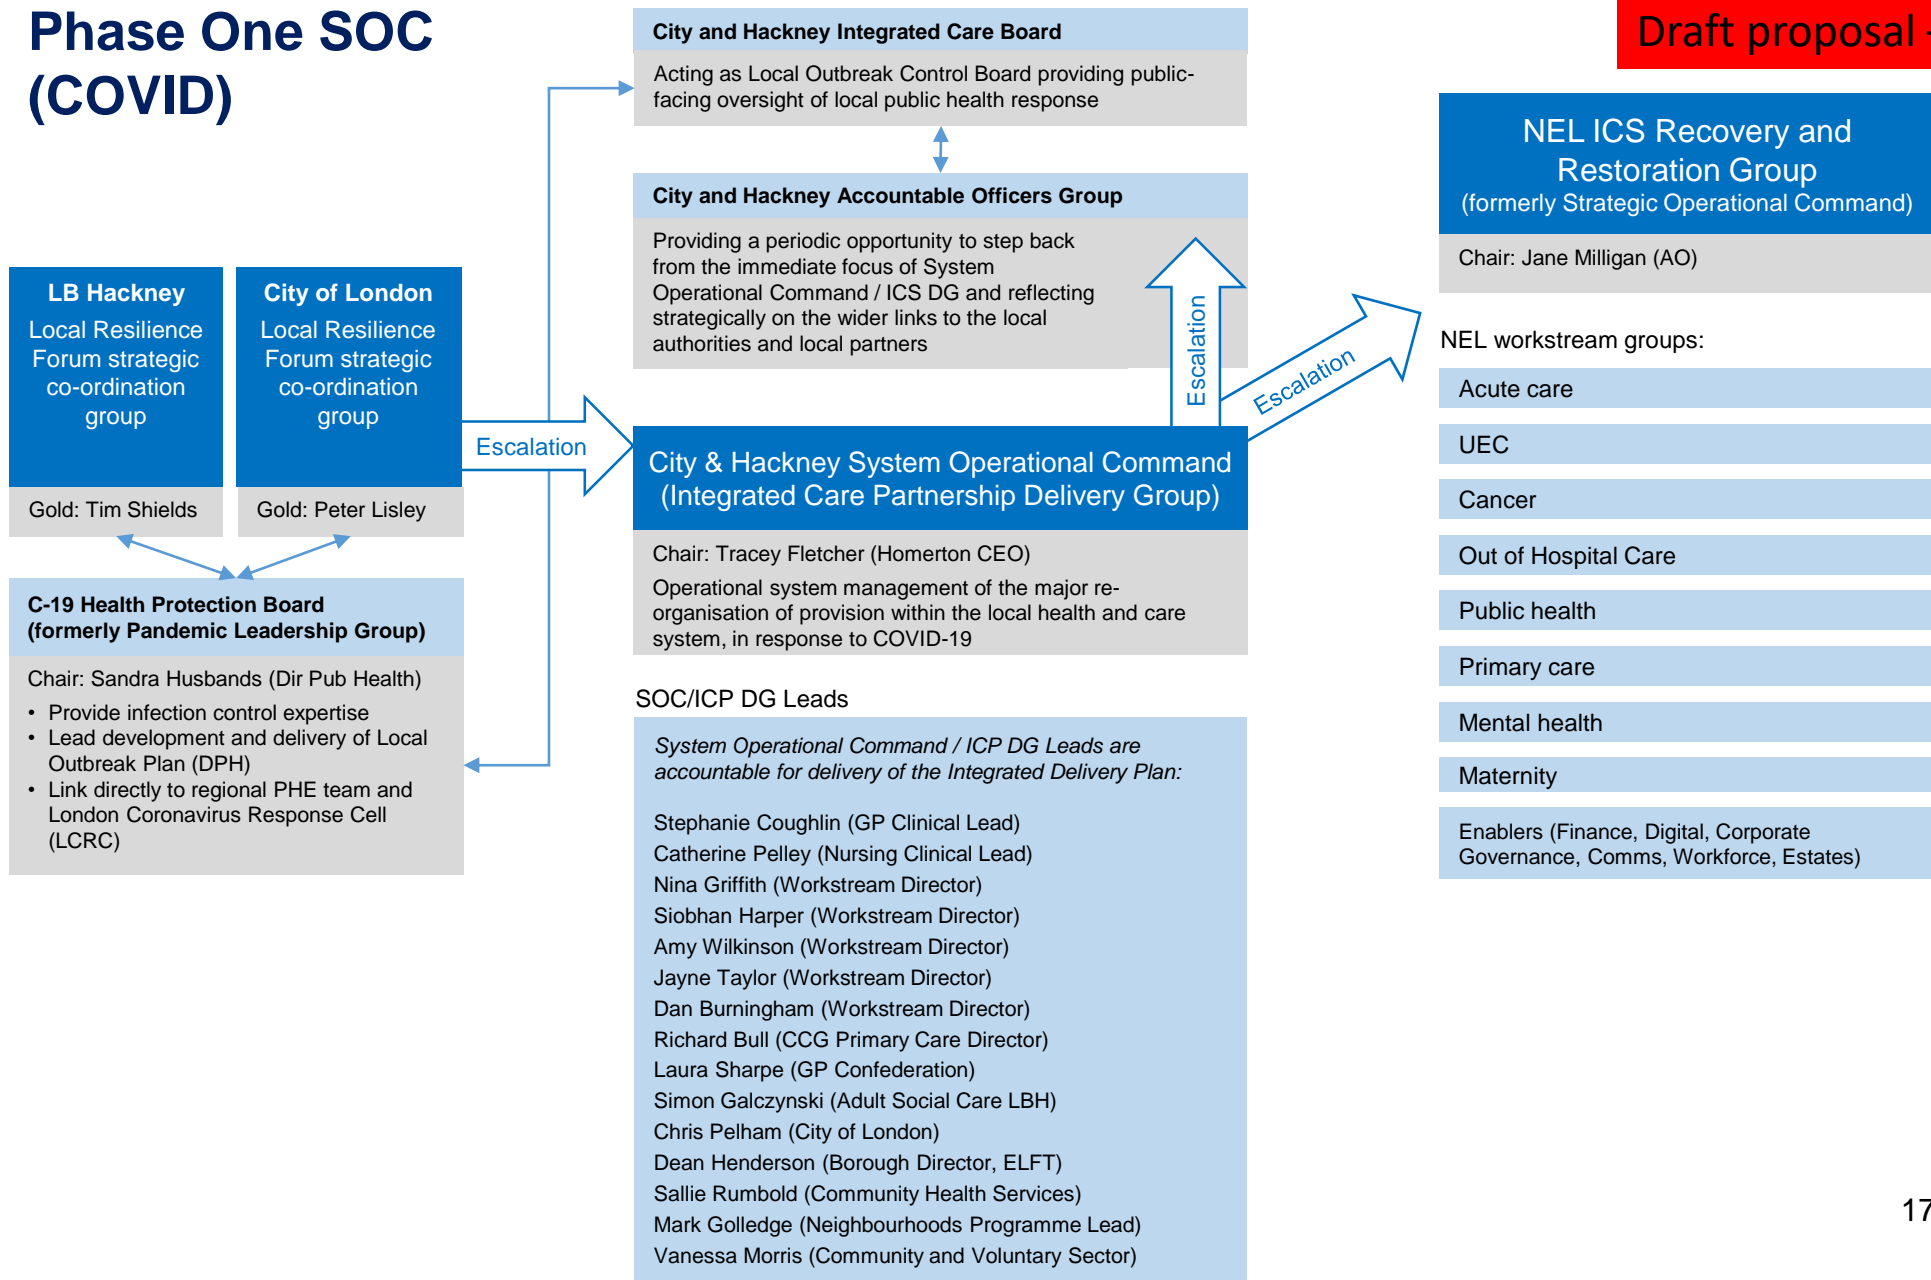 Phase One SOC
(COVID)
Draft proposal -
City and Hackney Integrated Care Board
Acting as Local Outbreak Control Board providing public-
facing oversight of local public health response
City and Hackney Accountable Officers Group
Providing a periodic opportunity to step back
from the immediate focus of System
Operational Command / ICS DG and reflecting
strategically on the wider links to the local
authorities and local partners
Escalation
Escalation
NEL ICS Recovery and
Restoration Group
(formerly Strategic Operational Command)
Chair: Jane Milligan (AO)
NEL workstream groups:
Acute care
UEC
Cancer
Out of Hospital Care
Public health
Primary care
Mental health
Maternity
Enablers (Finance, Digital, Corporate
Governance, Comms, Workforce, Estates)
LB Hackney
Local Resilience
Forum strategic
co-ordination
group
Gold: Tim Shields
City of London
Local Resilience
Forum strategic
co-ordination
group
Gold: Peter Lisley
Escalation
C-19 Health Protection Board
(formerly Pandemic Leadership Group)
Chair: Sandra Husbands (Dir Pub Health)
• Provide infection control expertise
• Lead development and delivery of Local
Outbreak Plan (DPH)
• Link directly to regional PHE team and
London Coronavirus Response Cell
(LCRC)
City & Hackney System Operational Command
(Integrated Care Partnership Delivery Group)
Chair: Tracey Fletcher (Homerton CEO)
Operational system management of the major re-
organisation of provision within the local health and care
system, in response to COVID-19
SOC/ICP DG Leads
System Operational Command / ICP DG Leads are
accountable for delivery of the Integrated Delivery Plan:
Stephanie Coughlin (GP Clinical Lead)
Catherine Pelley (Nursing Clinical Lead)
Nina Griffith (Workstream Director)
Siobhan Harper (Workstream Director)
Amy Wilkinson (Workstream Director)
Jayne Taylor (Workstream Director)
Dan Burningham (Workstream Director)
Richard Bull (CCG Primary Care Director)
Laura Sharpe (GP Confederation)
Simon Galczynski (Adult Social Care LBH)
Chris Pelham (City of London)
Dean Henderson (Borough Director, ELFT)
Sallie Rumbold (Community Health Services)
Mark Golledge (Neighbourhoods Programme Lead)
Vanessa Morris (Community and Voluntary Sector)
17